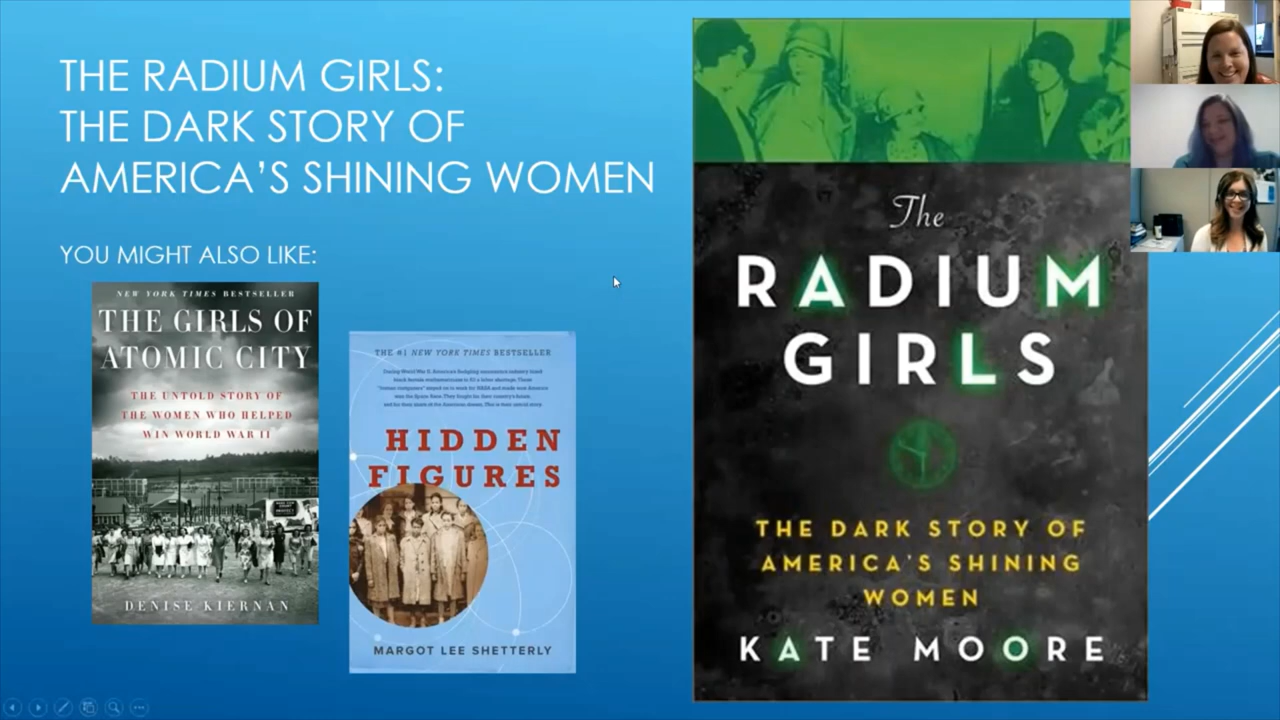 THE RADIUM GIRLS:
THE DARK STORY OF
AMERICA'S SHINING WOMEN
YOU MIGHT ALSO LIKE:
NEW YORK TIMES BESTSELLER
THE GIRLS OF
ATOMIC CITY
THE UNTOLD STORY OF
THE WOMEN WHO HELPED
WIN WORLD WAR II
DENISE KIERNAN
THE #1 NEW YORK TIMES BESTSELLER
HIDDEN
FIGURES
MARGOT LEE SHETTERLY
The
RADIUM
GIRLS
THE DARK STORY OF
AMERICA'S SHINING
WOMEN
KATE MOORE